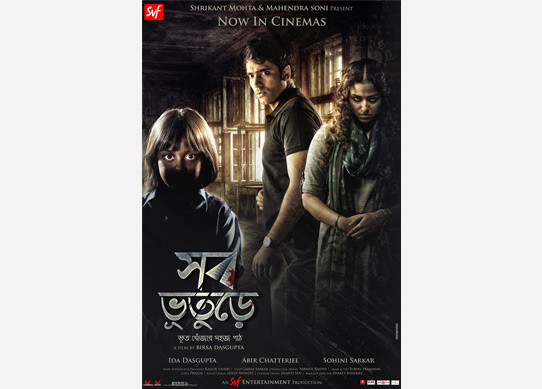 SVF
SHRIKANT MOHTA & MAHENDRA SONI PRESENT
NOW IN CINEMAS
সব
ভূতুড়ে
ভূত খোঁজার সহজ পাঠ
A FILM BY BIRSA DASGUPTA
IDA DASGUPTA ABIR CHATTERJEE SOHINI SARKAR
AN SVF ENTERTAINMENT PRODUCTION